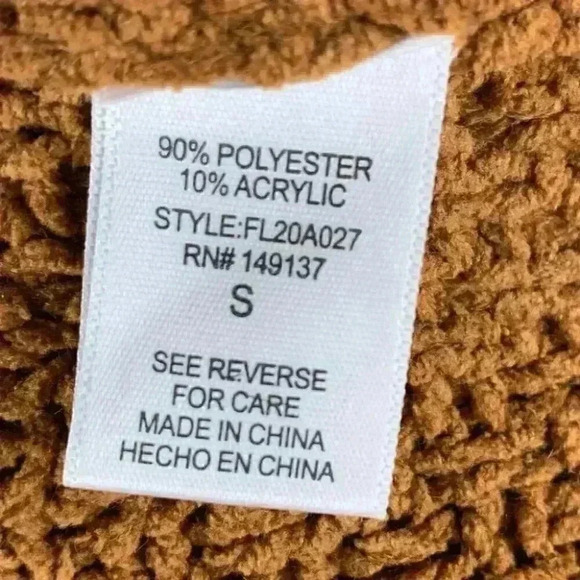 90% POLYESTER
10% ACRYLIC
STYLE:FL20A027
RN# 149137
S
SEE REVERSE
FOR CARE
MADE IN CHINA
HECHO EN CHINA